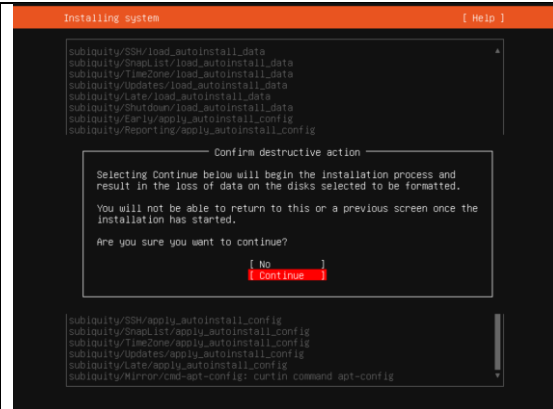 Installing system [ Help ]
subiquity/SSH/load_autoinstall_data
subiquity/SnapList/load_autoinstall_data
subiquity/TimeZone/load_autoinstall_data
subiquity/Updates/load_autoinstall_data
subiquity/Late/load_autoinstall_data
subiquity/Shutdown/load_autoinstall_data
subiquity/Early/apply_autoinstall_config
subiquity/Reporting/apply_autoinstall_config
Confirm destructive action
Selecting Continue below will begin the installation process and
result in the loss of data on the disks selected to be formatted.
You will not be able to return to this or a previous screen once the
installation has started.
Are you sure you want to continue?
[ No ]
[ Continue ]
subiquity/SSH/apply_autoinstall_config
subiquity/SnapList/apply_autoinstall_config
subiquity/TimeZone/apply_autoinstall_config
subiquity/Updates/apply_autoinstall_config
subiquity/Late/apply_autoinstall_config
subiquity/Mirror/cmd-apt-config: curtin command apt-config